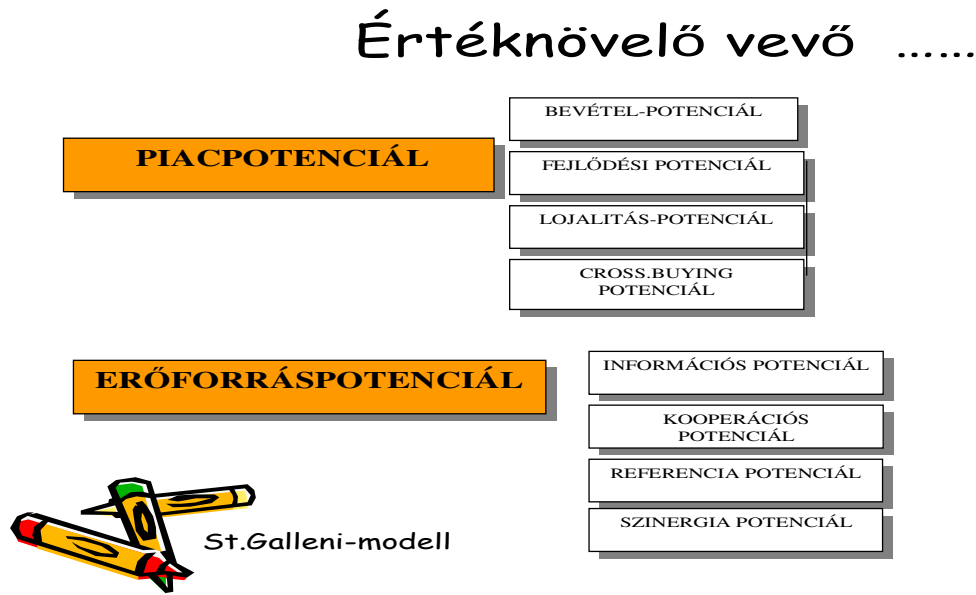 Értéknövelő vevő ......
PIACPOTENCIÁL
BEVÉTEL-POTENCIÁL
FEJLŐDÉSI POTENCIÁL
LOJALITÁS-POTENCIÁL
CROSS.BUYING
POTENCIÁL
ERŐFORRÁSPOTENCIÁL
INFORMÁCIÓS POTENCIÁL
KOOPERÁCIÓS
POTENCIÁL
REFERENCIA POTENCIÁL
SZINERGIA POTENCIÁL
St.Galleni-modell